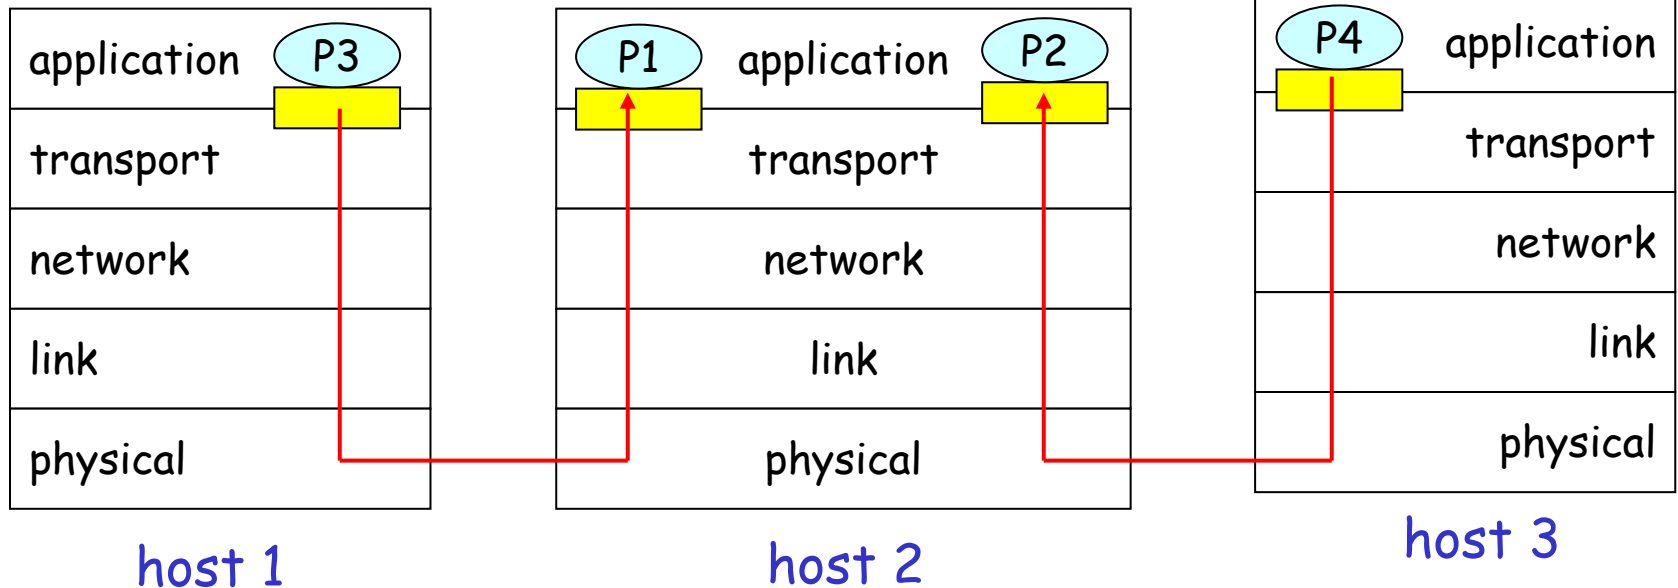 application P3
transport
network
link
physical
host 1
P1 application P2
transport
network
link
physical
host 2
P4 application
transport
network
link
physical
host 3